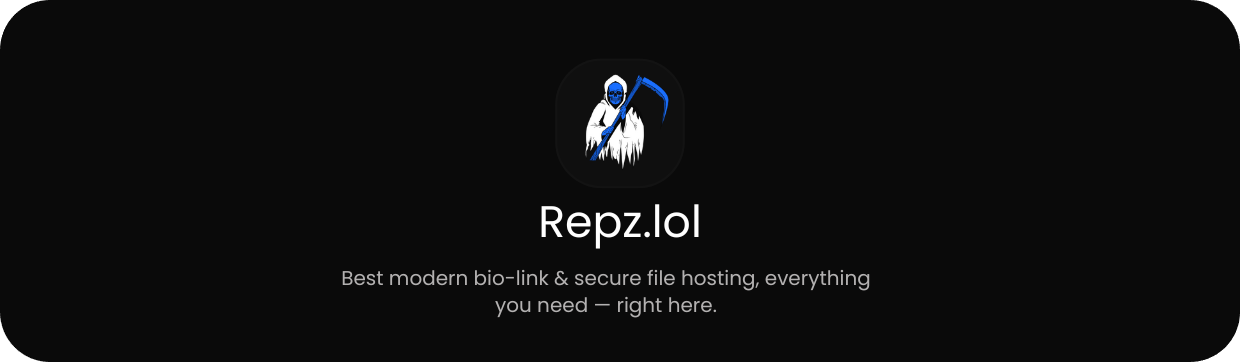 Repz.lol
Best modern bio-link & secure file hosting, everything
you need — right here.